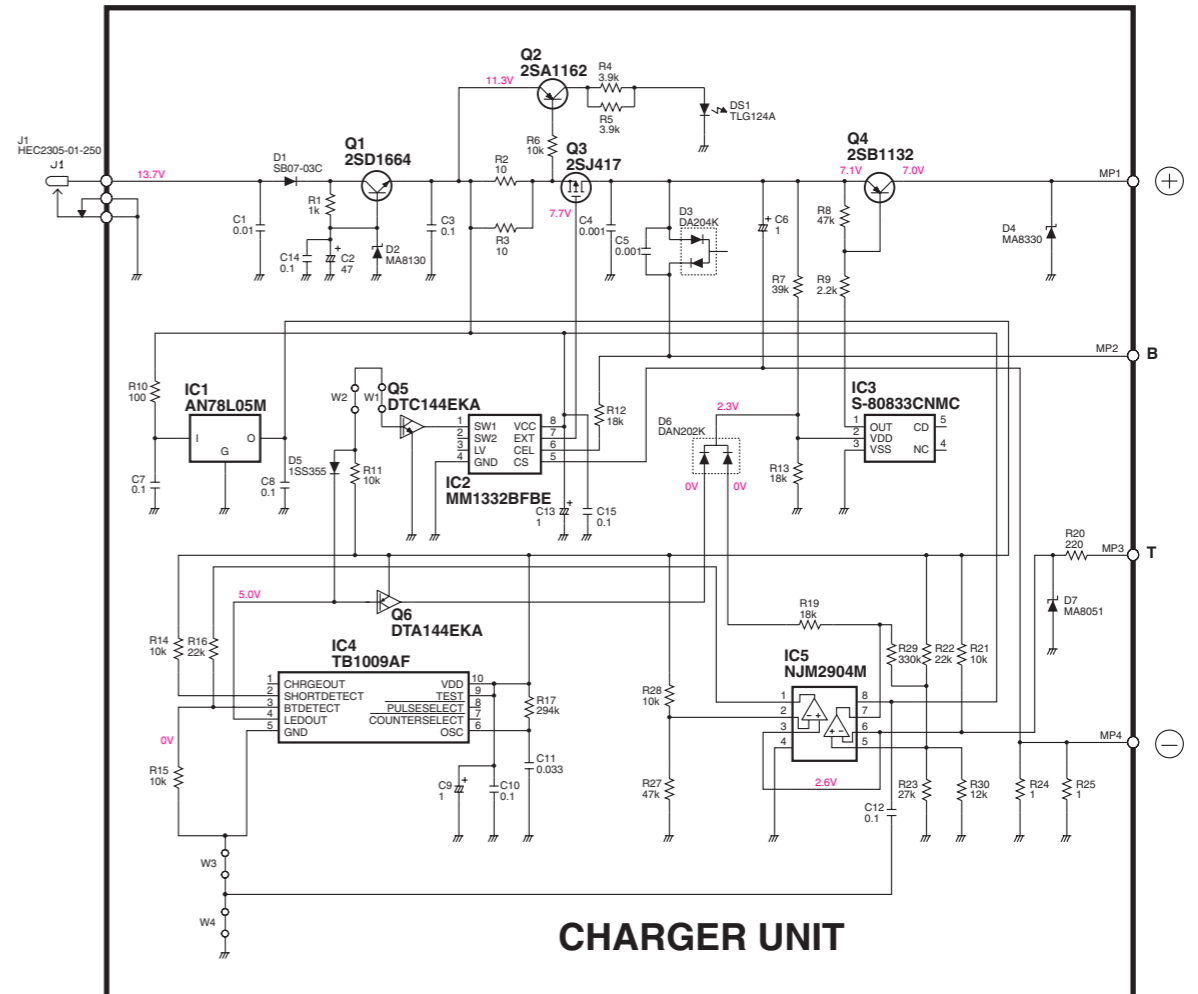 Q2
2SA1162
11.3V
R4
3.9k
R5
3.9k
DS1
TLG124A
J1
HEC2305-01-250
J1
13.7V
D1
SB07-03C
Q1
2SD1664
R6
10k
Q3
2SJ417
Q4
2SB1132
7.1V
7.0V
MP1
+
R2
10
R1
1k
7.7V
C1
0.01
C14
0.1
C2
47
+
D2
MA8130
C3
0.1
R3
10
C4
0.001
C5
0.001
D3
DA204K
C6
1
+
R8
47k
R7
39k
R9
2.2k
D4
MA8330
MP2
B
R10
100
IC1
AN78L05M
I
O
G
W2
W1
Q5
DTC144EKA
R12
18k
2.3V
IC3
S-80833CNMC
1 OUT CD 5
2 VDD
3 VSS NC 4
D6
DAN202K
1 SW1 VCC 8
2 SW2 EXT 7
3 LV CEL 6
4 GND CS 5
IC2
MM1332BFBE
D5
1SS355
R11
10k
C7
0.1
C8
0.1
C13
1
+
C15
0.1
0V
0V
R13
18k
R20
220
MP3
T
5.0V
Q6
DTA144EKA
D7
MA8051
R14
10k
R16
22k
IC4
TB1009AF
1 CHRGEOUT VDD 10
2 SHORTDETECT TEST 9
3 BTDETECT PULSESELECT 8
4 LEDOUT COUNTERSELECT 7
5 GND OSC 6
R17
294k
R19
18k
R29
330k
R22
22k
R21
10k
IC5
NJM2904M
R28
10k
1 8
2 7
3 6
4 5
- +
+ -
0V
R15
10k
C9
1
+
C10
0.1
C11
0.033
R27
47k
2.6V
C12
0.1
R23
27k
R30
12k
R24
1
R25
1
MP4
−
W3
W4
CHARGER UNIT